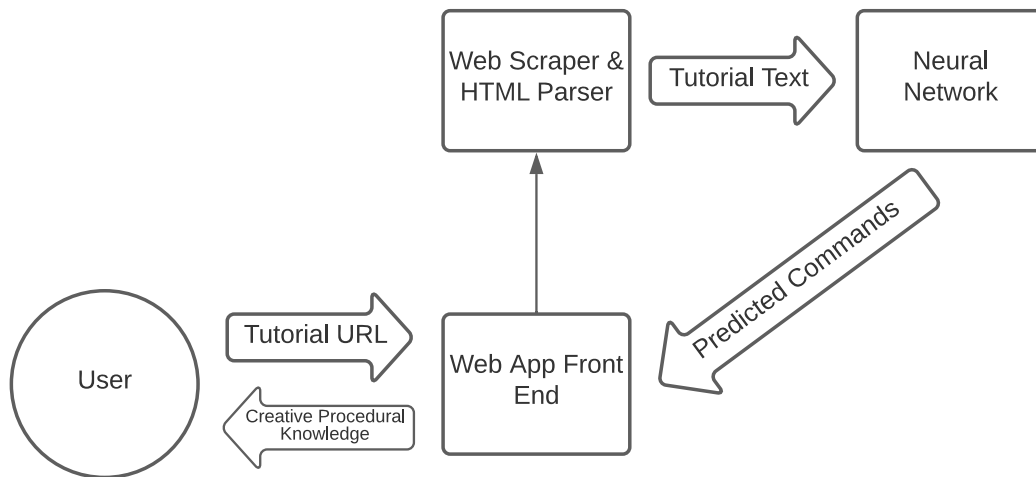 Web Scraper &
HTML Parser
Tutorial Text
Neural
Network
Predicted Commands
User
Tutorial URL
Creative Procedural
Knowledge
Web App Front
End